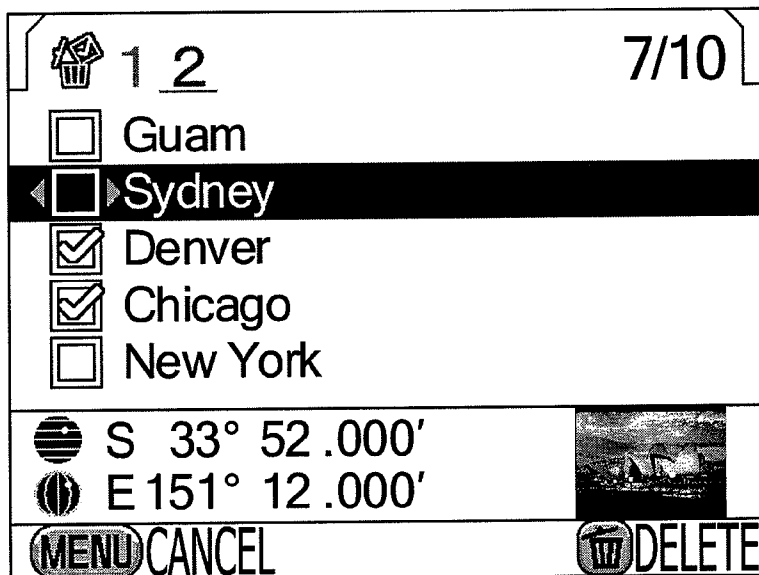 1 2 7/10
Guam
Sydney
Denver
Chicago
New York
S 33° 52 .000′
E 151° 12 .000′
MENU CANCEL DELETE